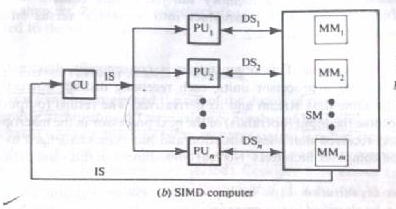 CU
IS
PU1
DS1
MM1
PU2
DS2
MM2
SM
PUn
DSn
MMm
IS
(b) SIMD computer